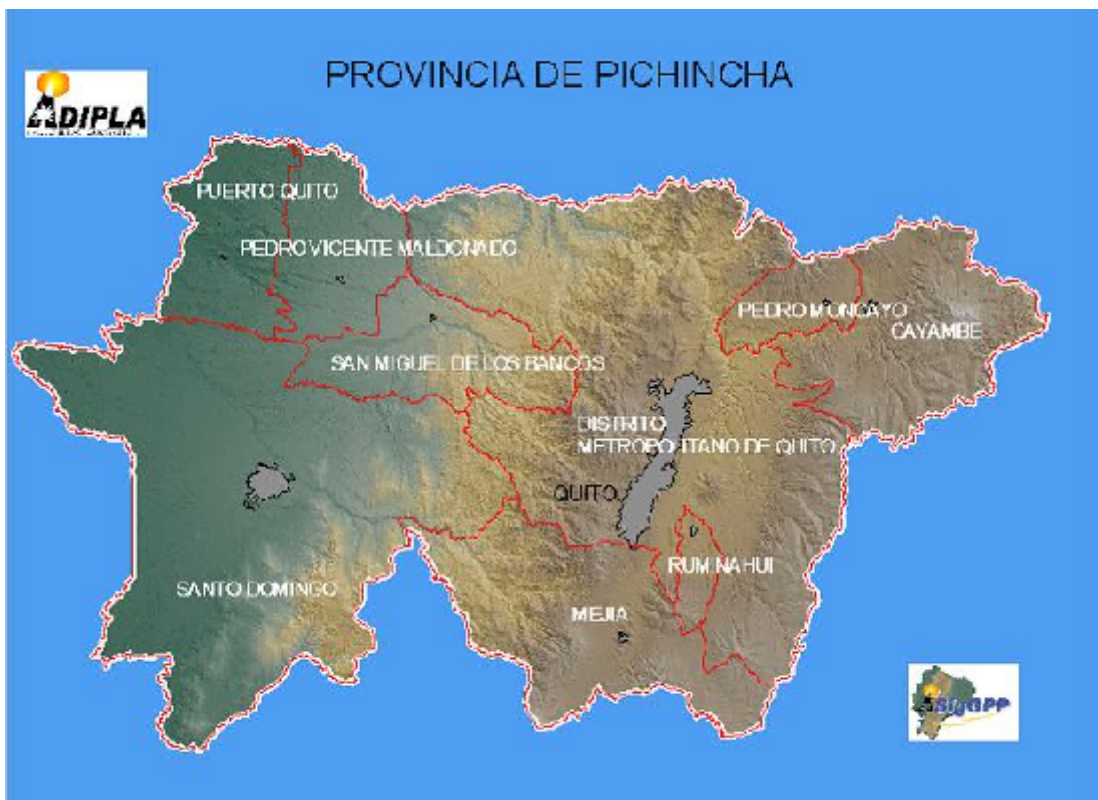 PROVINCIA DE PICHINCHA
ADIPLA
PUERTO QUITO
PEDRO VICENTE MALDONADO
PEDRO MONCAYO
CAYAMBE
SAN MIGUEL DE LOS BANCOS
DISTRITO
METROPOLITANO DE QUITO
QUITO
RUMINAHUI
SANTO DOMINGO
MEJIA